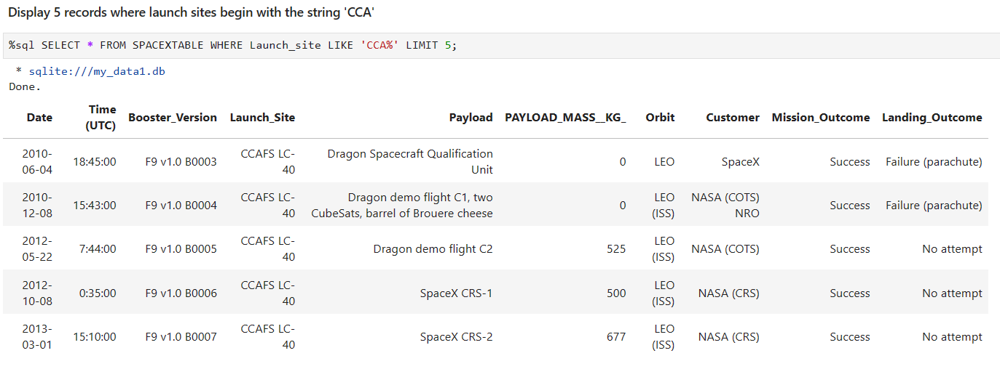 Display 5 records where launch sites begin with the string 'CCA'
%sql SELECT * FROM SPACEXTABLE WHERE Launch_site LIKE 'CCA%' LIMIT 5;
* sqlite:///my_data1.db
Done.
Date Time (UTC) Booster_Version Launch_Site Payload PAYLOAD_MASS__KG_ Orbit Customer Mission_Outcome Landing_Outcome
2010-06-04 18:45:00 F9 v1.0 B0003 CCAFS LC-40 Dragon Spacecraft Qualification Unit 0 LEO SpaceX Success Failure (parachute)
2010-12-08 15:43:00 F9 v1.0 B0004 CCAFS LC-40 Dragon demo flight C1, two CubeSats, barrel of Brouere cheese 0 LEO (ISS) NASA (COTS) NRO Success Failure (parachute)
2012-05-22 7:44:00 F9 v1.0 B0005 CCAFS LC-40 Dragon demo flight C2 525 LEO (ISS) NASA (COTS) Success No attempt
2012-10-08 0:35:00 F9 v1.0 B0006 CCAFS LC-40 SpaceX CRS-1 500 LEO (ISS) NASA (CRS) Success No attempt
2013-03-01 15:10:00 F9 v1.0 B0007 CCAFS LC-40 SpaceX CRS-2 677 LEO (ISS) NASA (CRS) Success No attempt